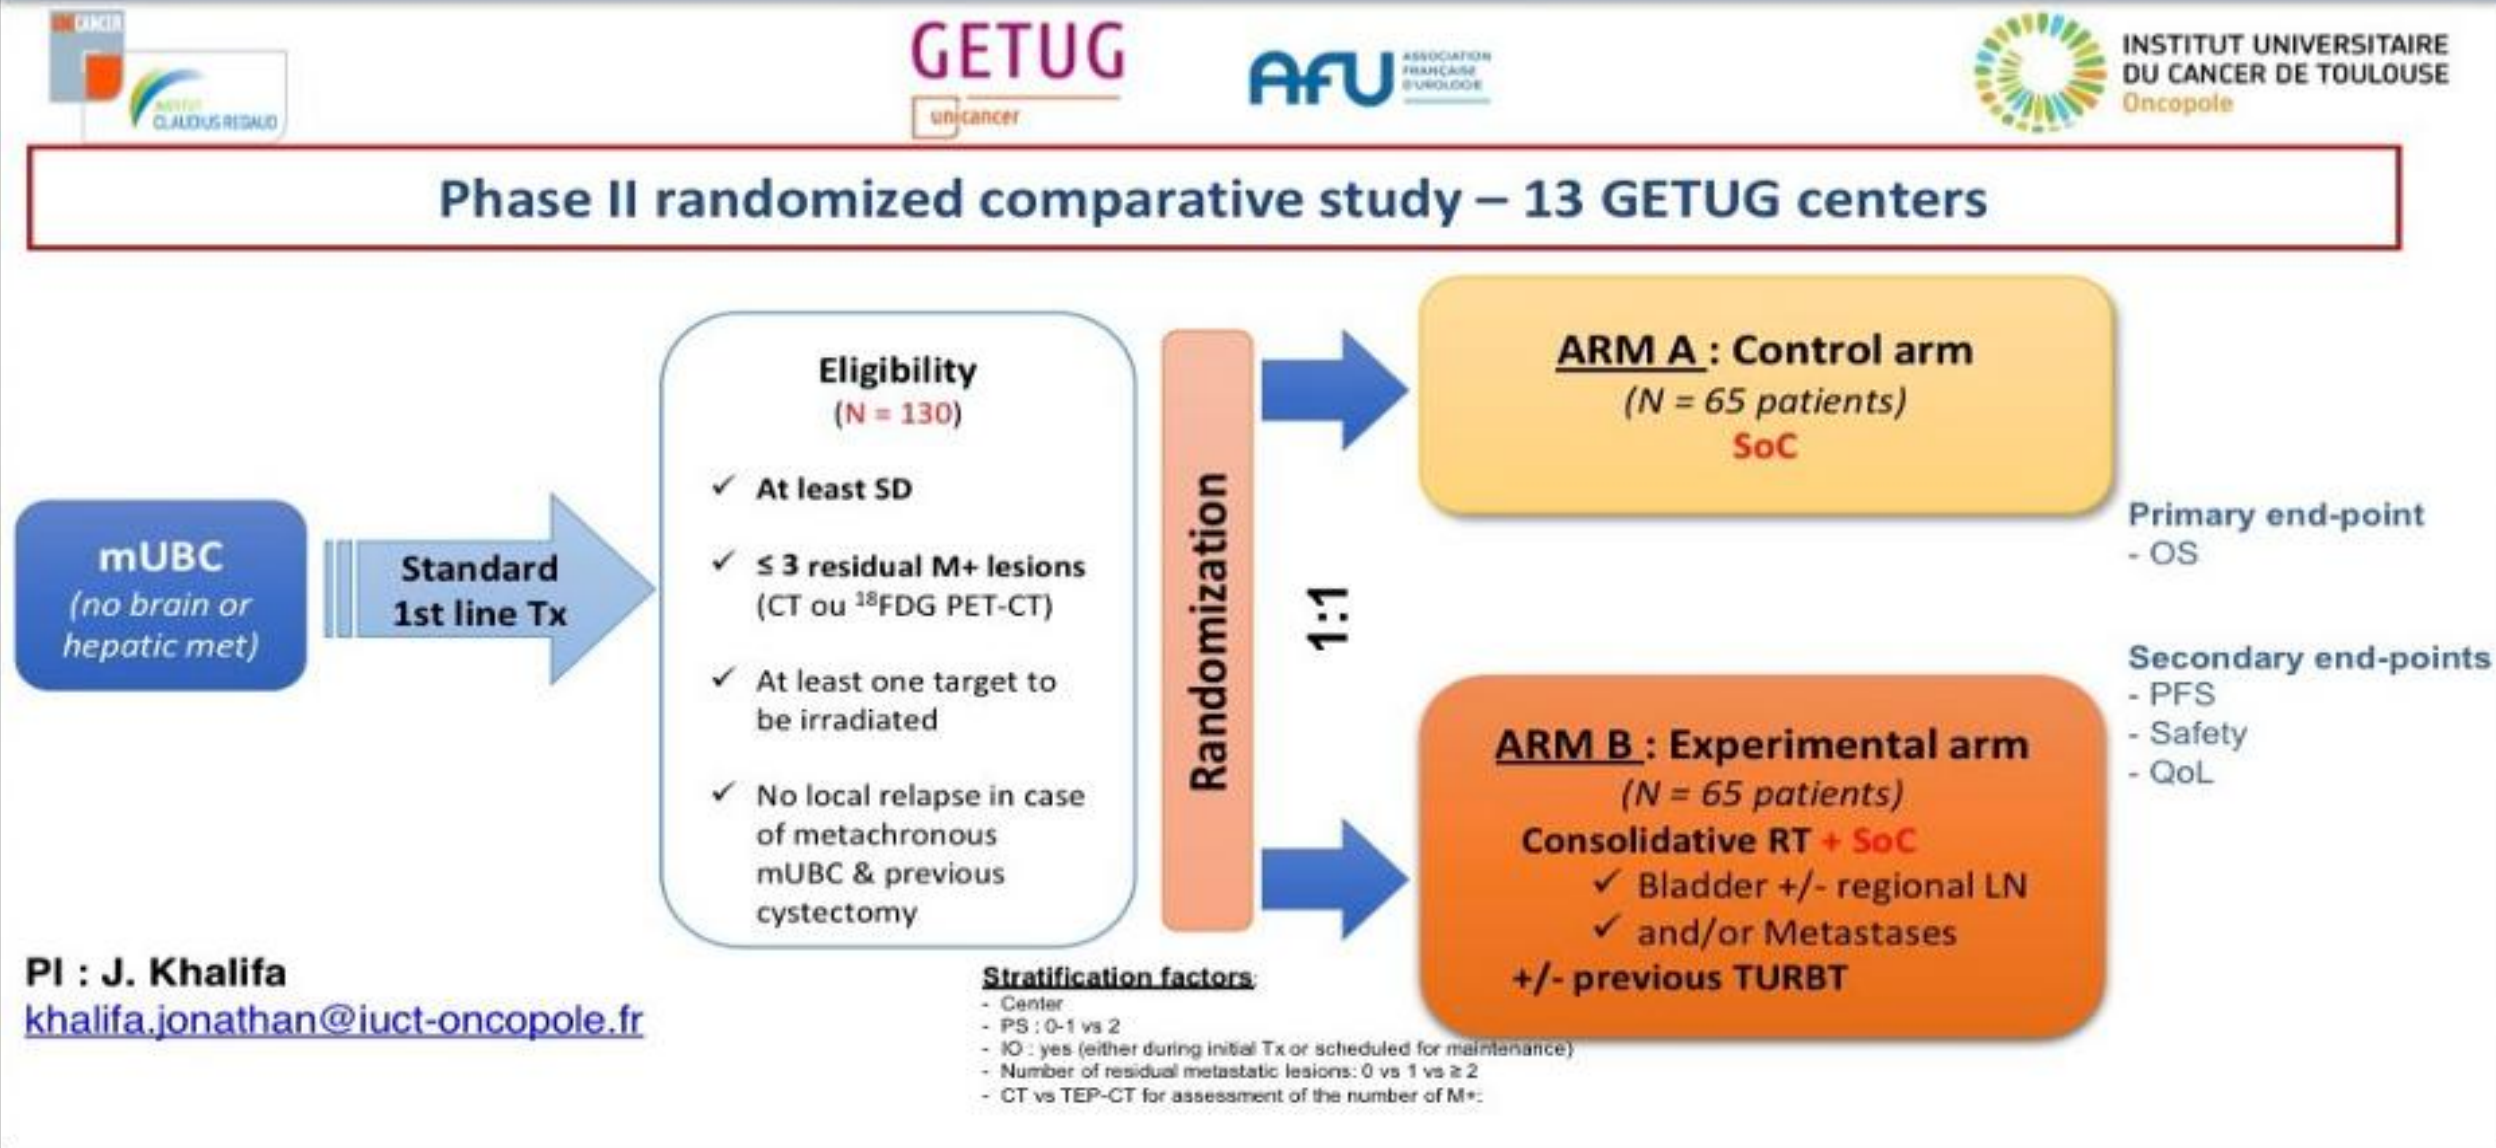 UNICANCER
INSTITUT
CLAUDIUS REGAUD
GETUG
unicancer
AFU
ASSOCIATION
FRANÇAISE
D'UROLOGIE
INSTITUT UNIVERSITAIRE
DU CANCER DE TOULOUSE
Oncopole
Phase II randomized comparative study – 13 GETUG centers
mUBC
(no brain or
hepatic met)
Standard
1st line Tx
Eligibility
(N = 130)
✓ At least SD
✓ ≤ 3 residual M+ lesions
(CT ou ¹⁸FDG PET-CT)
✓ At least one target to
be irradiated
✓ No local relapse in case
of metachronous
mUBC & previous
cystectomy
Randomization
1:1
ARM A : Control arm
(N = 65 patients)
SoC
ARM B : Experimental arm
(N = 65 patients)
Consolidative RT + SoC
✓ Bladder +/- regional LN
✓ and/or Metastases
+/- previous TURBT
Primary end-point
- OS
Secondary end-points
- PFS
- Safety
- QoL
PI : J. Khalifa
khalifa.jonathan@iuct-oncopole.fr
Stratification factors:
- Center
- PS : 0-1 vs 2
- IO : yes (either during initial Tx or scheduled for maintenance)
- Number of residual metastatic lesions: 0 vs 1 vs ≥ 2
- CT vs TEP-CT for assessment of the number of M+: